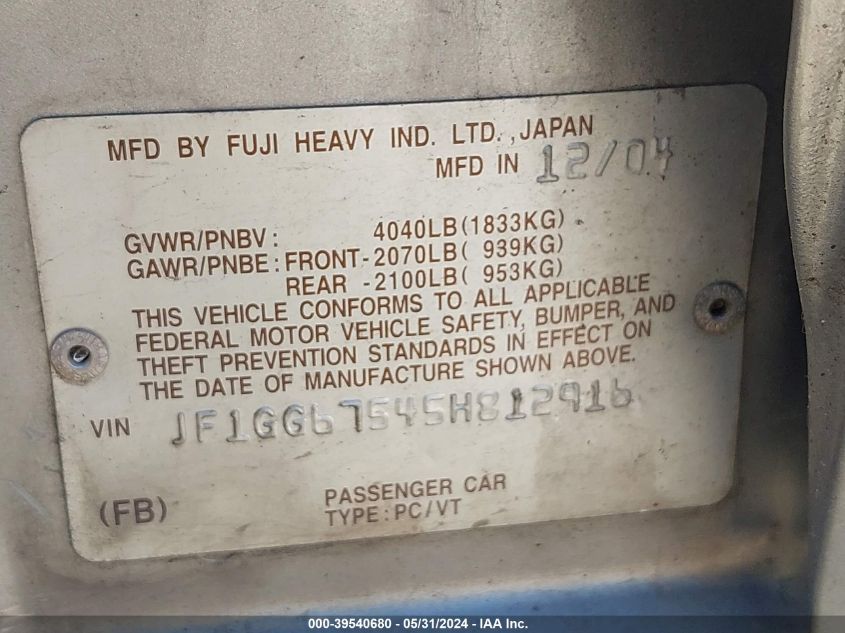 MFD BY FUJI HEAVY IND. LTD., JAPAN
MFD IN 12/04
GVWR/PNBV: 4040LB(1833KG)
GAWR/PNBE: FRONT-2070LB( 939KG)
REAR -2100LB( 953KG)
THIS VEHICLE CONFORMS TO ALL APPLICABLE
FEDERAL MOTOR VEHICLE SAFETY, BUMPER, AND
THEFT PREVENTION STANDARDS IN EFFECT ON
THE DATE OF MANUFACTURE SHOWN ABOVE.
VIN JF1GG67545H812916
(FB)
PASSENGER CAR
TYPE: PC/VT
000-39540680 - 05/31/2024 - IAA Inc.